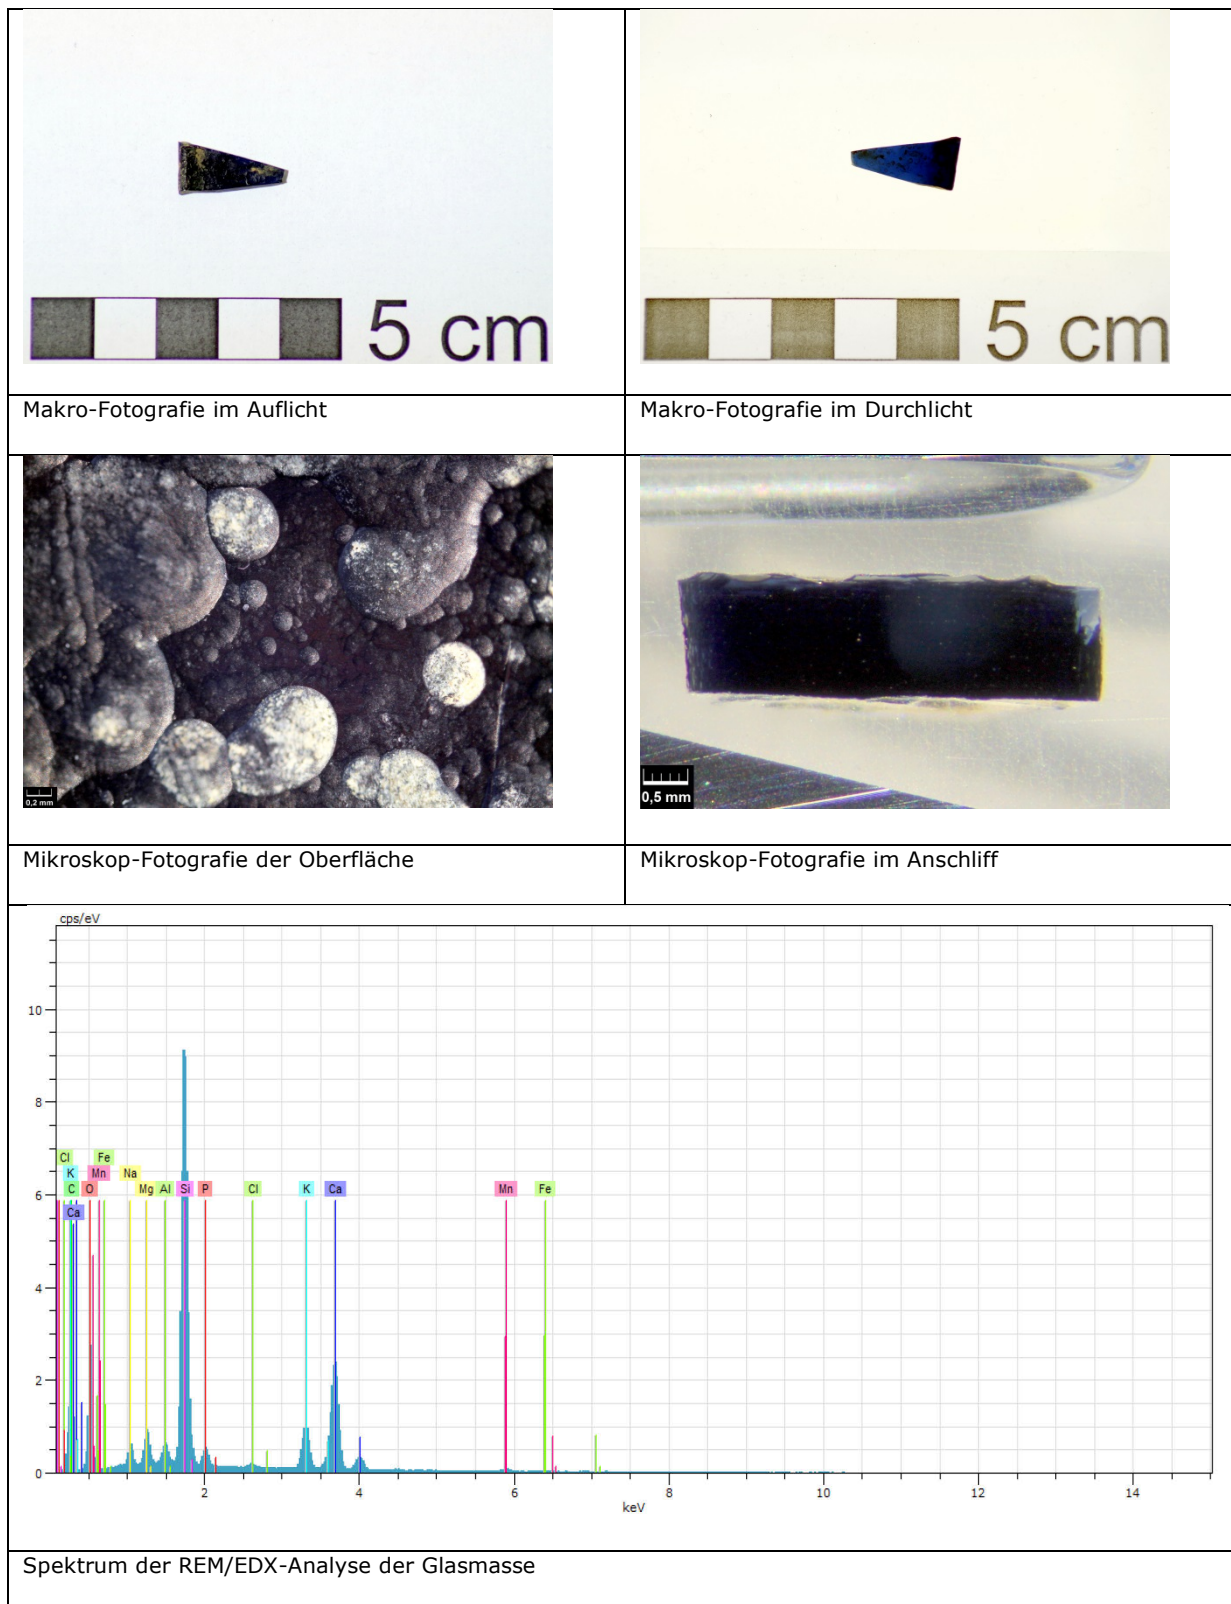 5 cm
5 cm
Makro-Fotografie im Auflicht
Makro-Fotografie im Durchlicht
0,2 mm
0,5 mm
Mikroskop-Fotografie der Oberfläche
Mikroskop-Fotografie im Anschliff
cps/eV
10
8
Cl Fe
K Mn Na
6 C O Mg Al Si P Cl K Ca Mn Fe
Ca
4
2
0
2 4 6 8 10 12 14
keV
Spektrum der REM/EDX-Analyse der Glasmasse